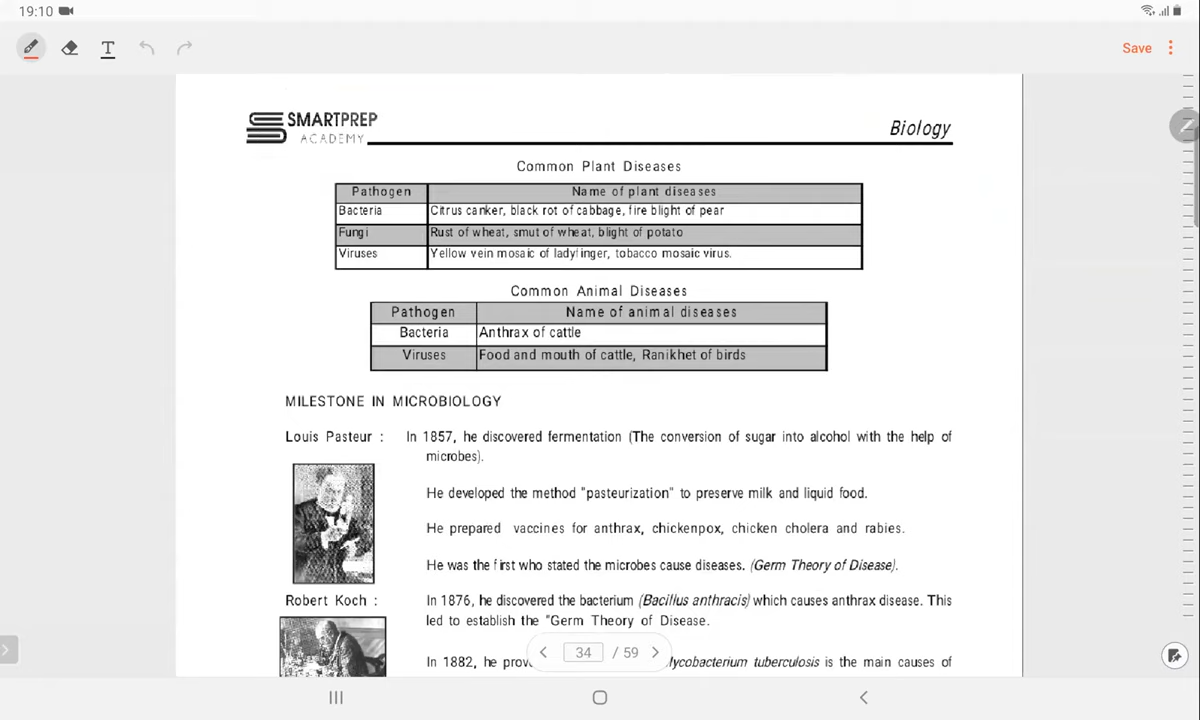 19:10
T
Save
SMARTPREP
ACADEMY
Biology
Common Plant Diseases
Pathogen Name of plant diseases
Bacteria Citrus canker, black rot of cabbage, fire blight of pear
Fungi Rust of wheat, smut of wheat, blight of potato
Viruses Yellow vein mosaic of ladyfinger, tobacco mosaic virus.
Common Animal Diseases
Pathogen Name of animal diseases
Bacteria Anthrax of cattle
Viruses Food and mouth of cattle, Ranikhet of birds
MILESTONE IN MICROBIOLOGY
Louis Pasteur : In 1857, he discovered fermentation (The conversion of sugar into alcohol with the help of
microbes).
He developed the method "pasteurization" to preserve milk and liquid food.
He prepared vaccines for anthrax, chickenpox, chicken cholera and rabies.
He was the first who stated the microbes cause diseases. (Germ Theory of Disease).
Robert Koch : In 1876, he discovered the bacterium (Bacillus anthracis) which causes anthrax disease. This
led to establish the "Germ Theory of Disease.
In 1882, he tuberculosis is the main causes of
34 / 59